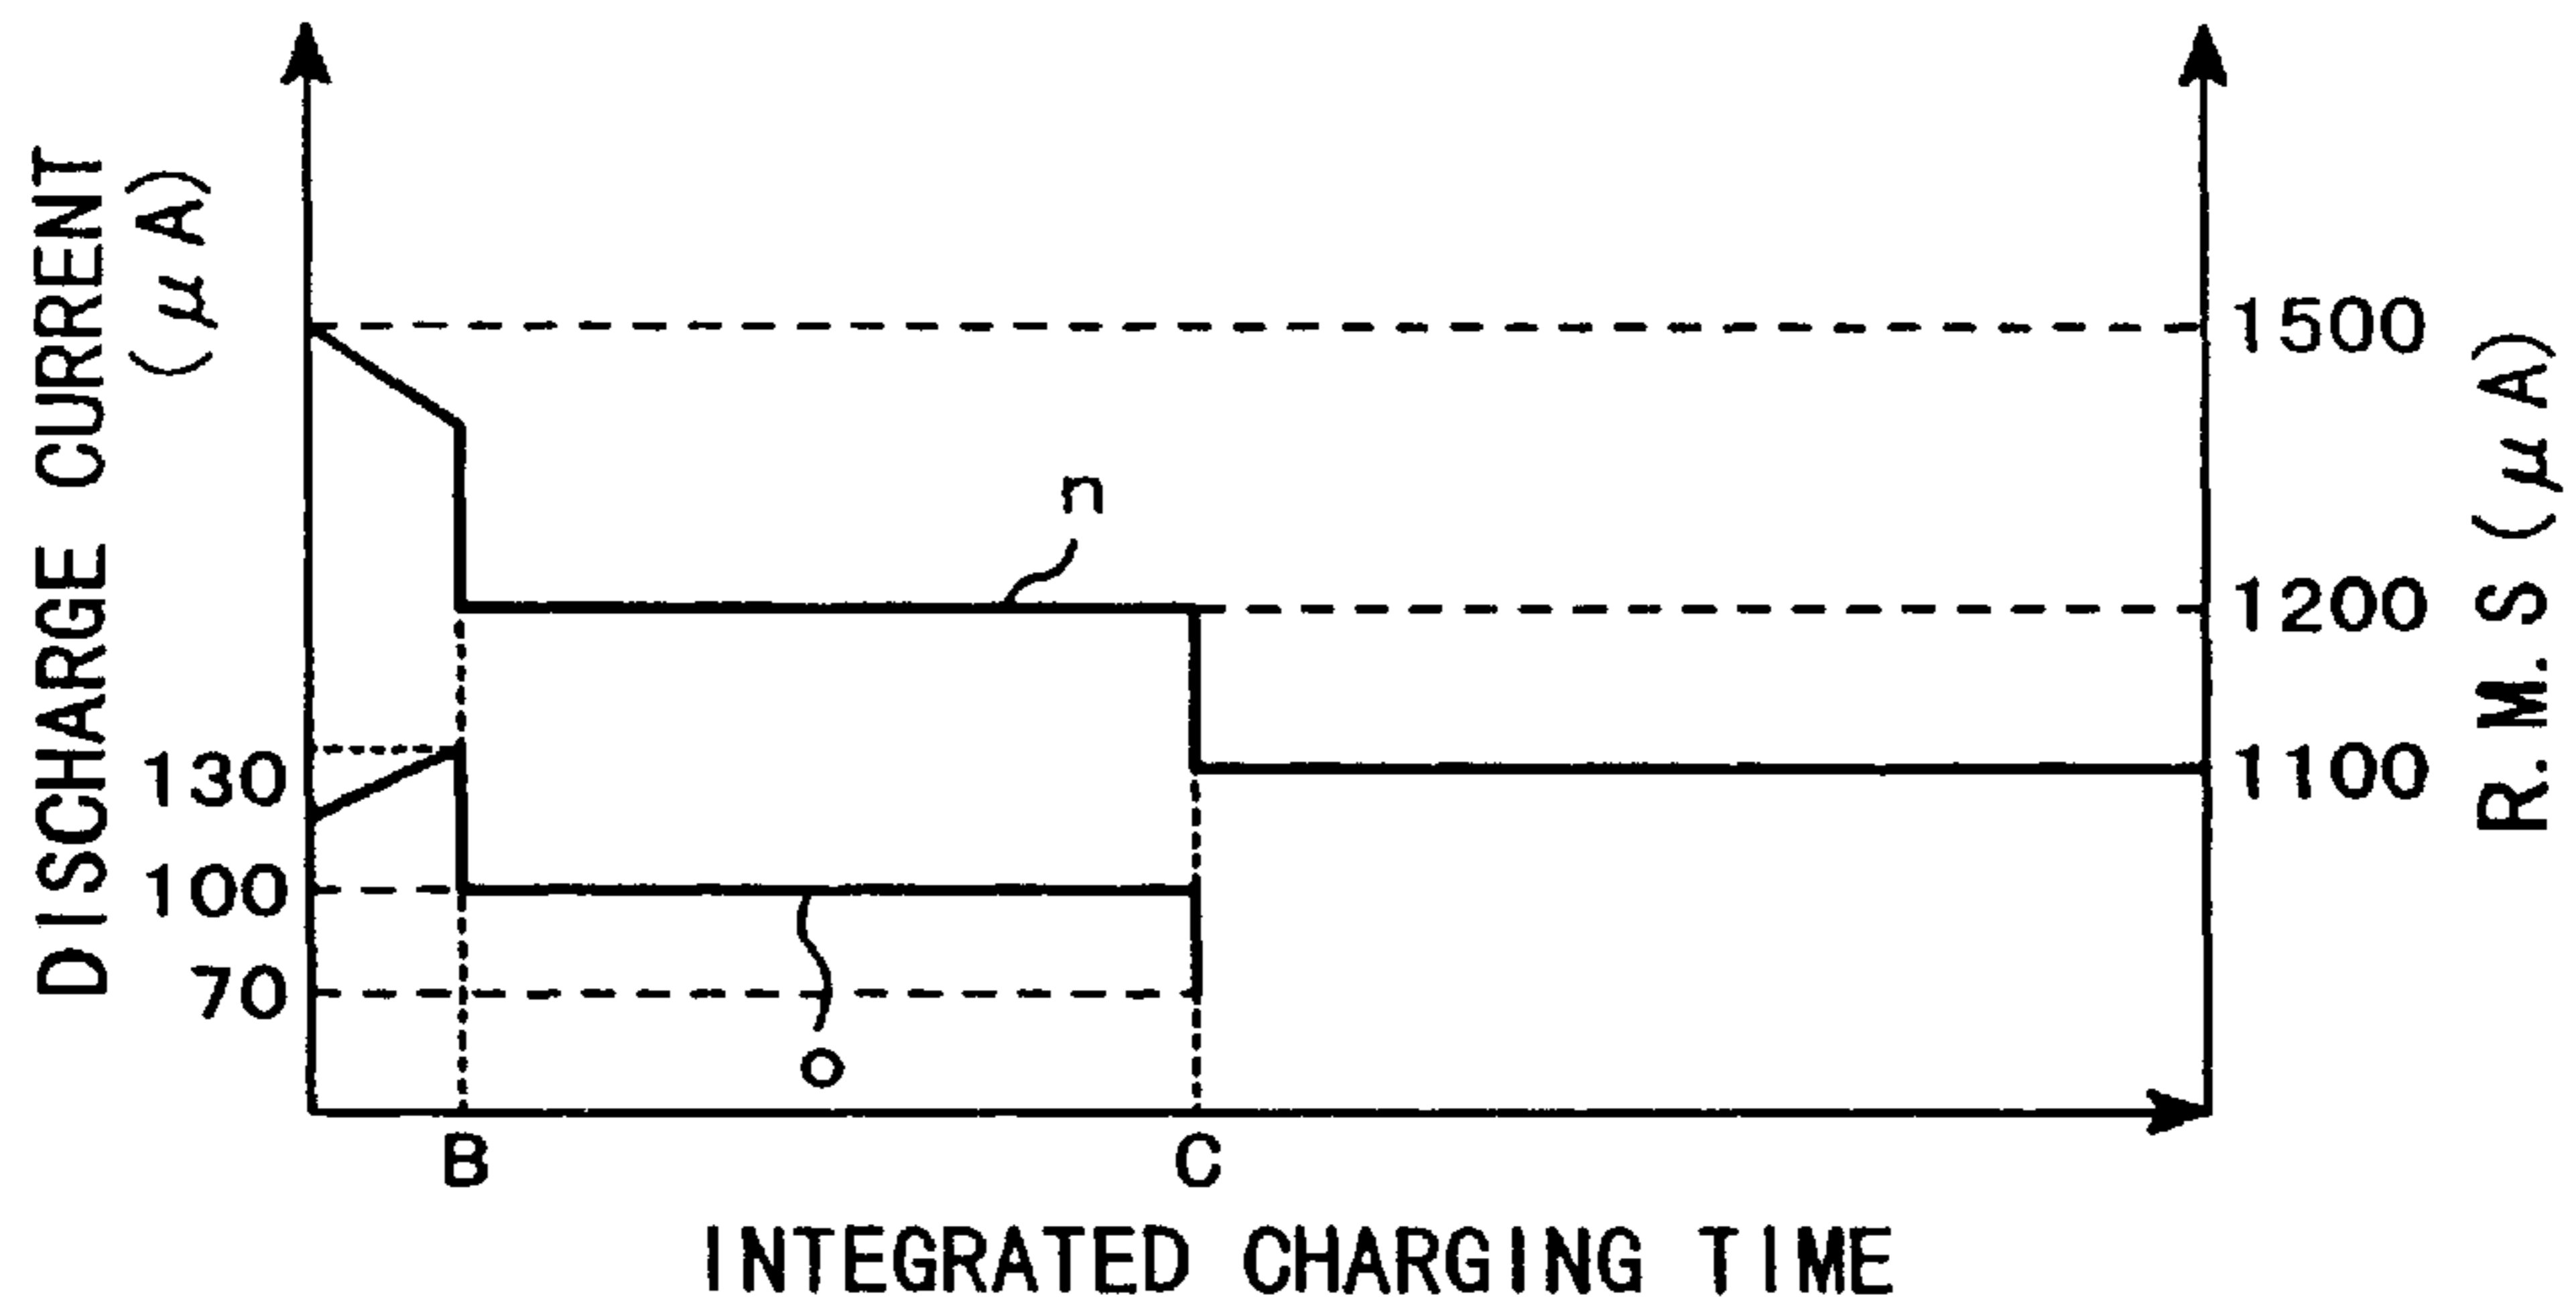 DISCHARGE CURRENT
(μA)
130
100
70
n
o
1500
1200
1100
R.M.S(μA)
B
C
INTEGRATED CHARGING TIME